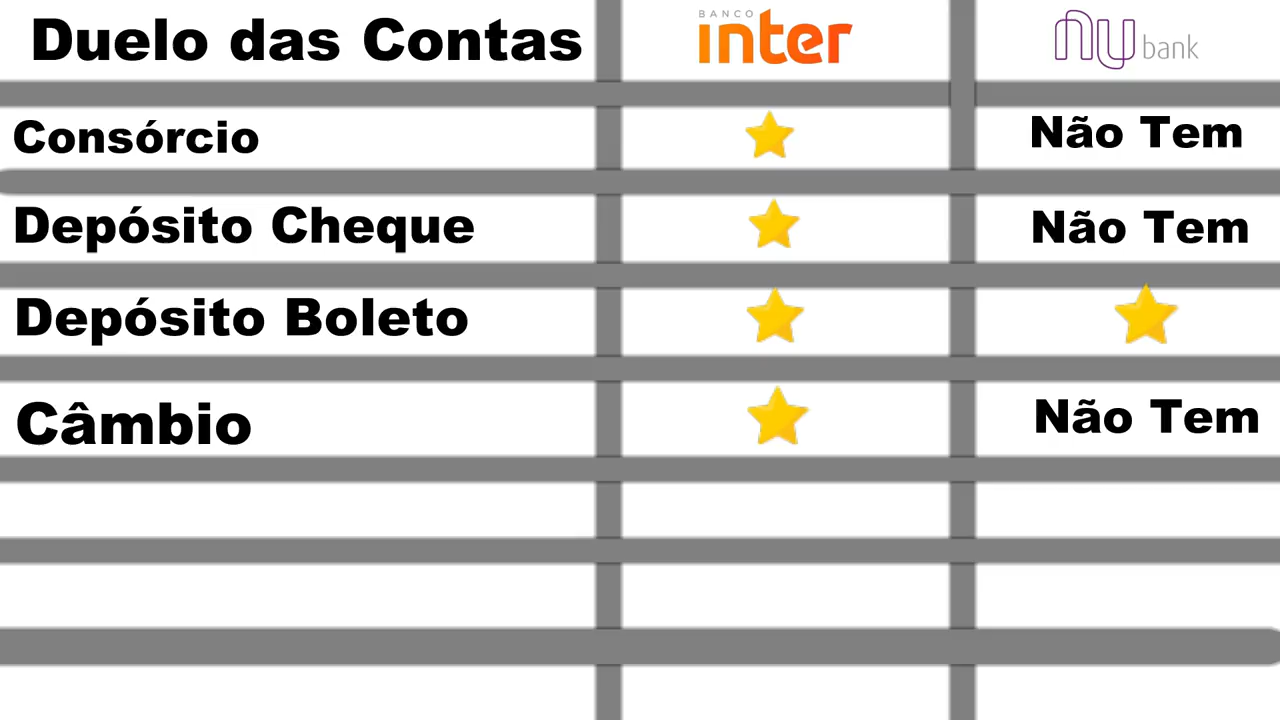 Duelo das Contas
BANCO
inter
nu bank
Consórcio
Não Tem
Depósito Cheque
Não Tem
Depósito Boleto
Câmbio
Não Tem